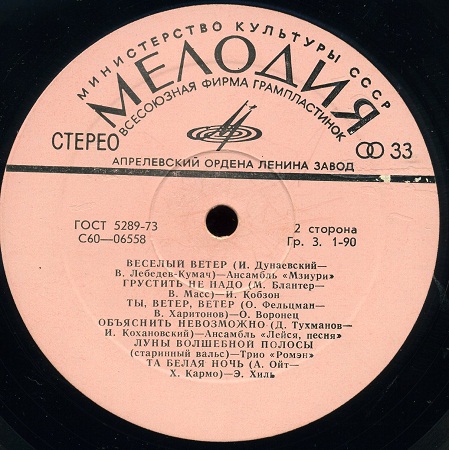 МИНИСТЕРСТВО КУЛЬТУРЫ СССР
МЕЛОДИЯ
ВСЕСОЮЗНАЯ ФИРМА ГРАМПЛАСТИНОК
СТЕРЕО
33
АПРЕЛЕВСКИЙ ОРДЕНА ЛЕНИНА ЗАВОД
ГОСТ 5289-73
С60—06558
2 сторона
Гр. 3. 1-90
ВЕСЕЛЫЙ ВЕТЕР (И. Дунаевский—
В. Лебедев-Кумач)—Ансамбль «Мзиури»
ГРУСТИТЬ НЕ НАДО (М. Блантер—
В. Масс)—И. Кобзон
ТЫ, ВЕТЕР, ВЕТЕР (О. Фельцман—
В. Харитонов)—О. Воронец
ОБЪЯСНИТЬ НЕВОЗМОЖНО (Д. Тухманов—
И. Кохановский)—Ансамбль «Лейся, песня»
ЛУНЫ ВОЛШЕБНОЙ ПОЛОСЫ
(старинный вальс)—Трио «Ромэн»
ТА БЕЛАЯ НОЧЬ (А. Ойт—
Х. Кармо)—Э. Хиль